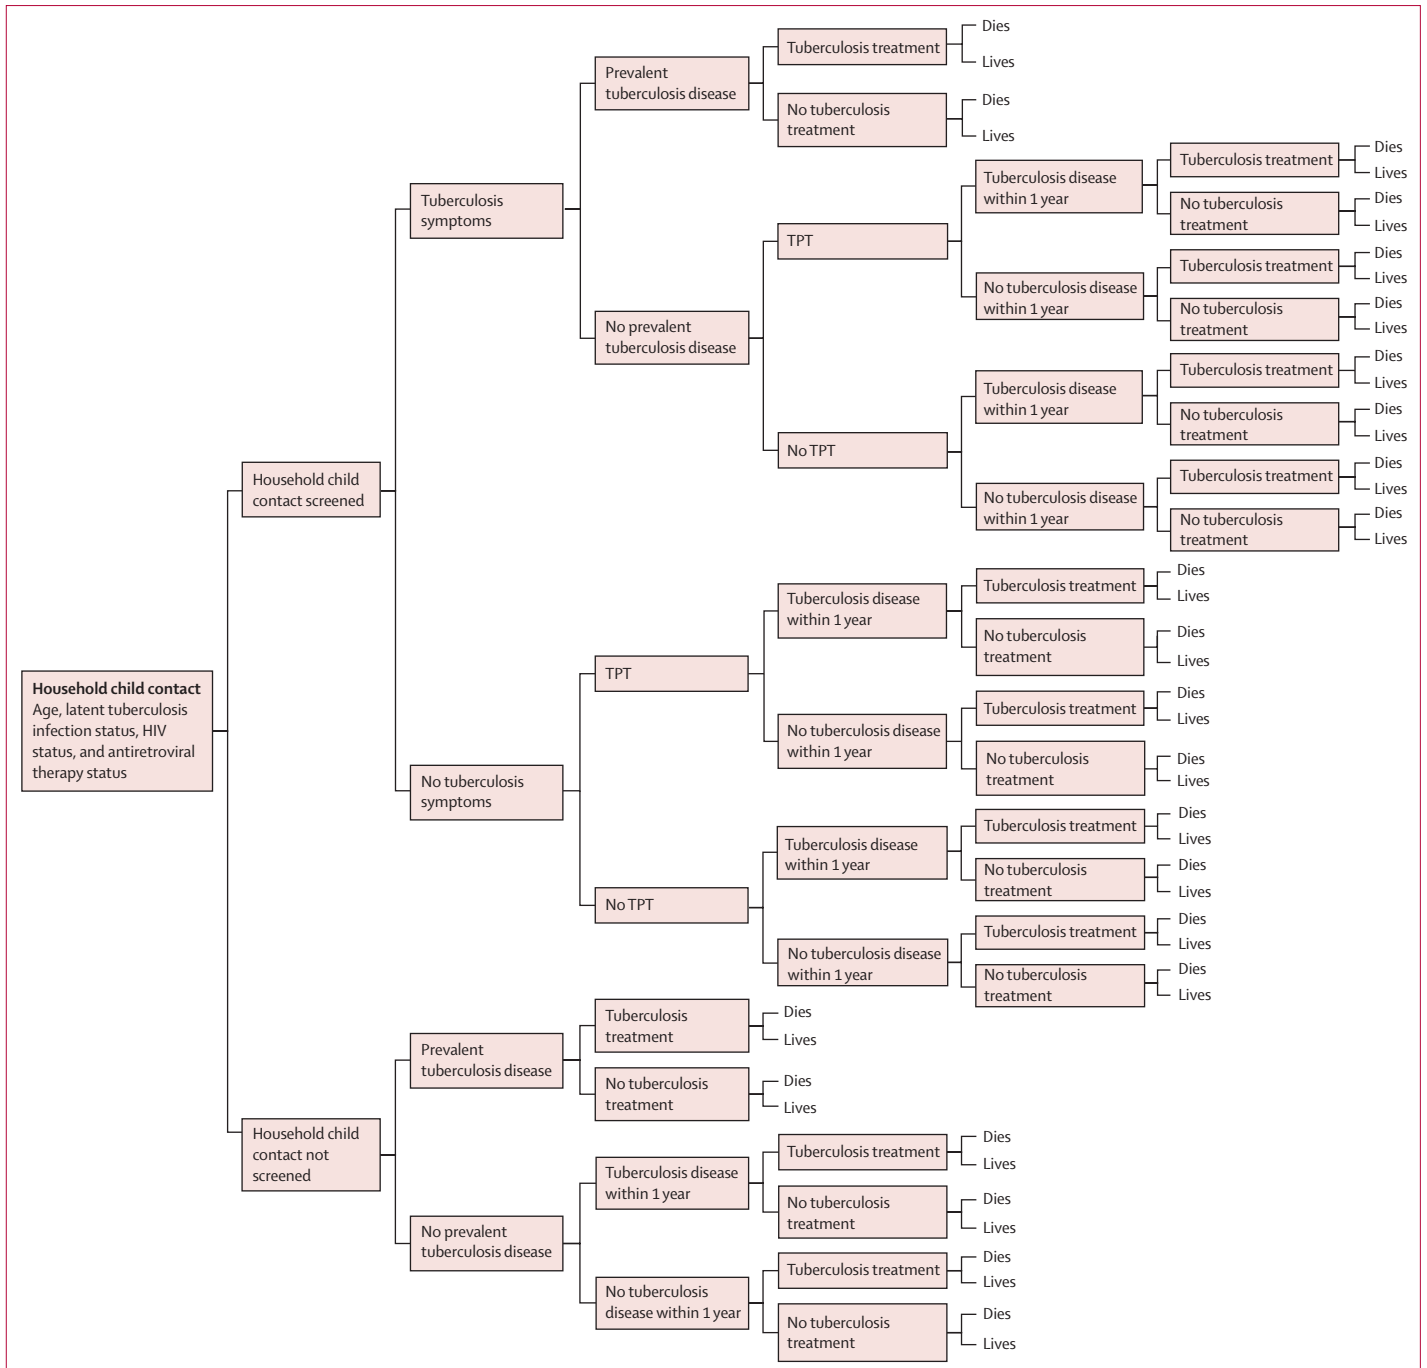 Household child contact
Age, latent tuberculosis
infection status, HIV
status, and antiretroviral
therapy status
Household child
contact screened
Tuberculosis
symptoms
Prevalent
tuberculosis disease
Tuberculosis treatment
Dies
Lives
No tuberculosis
treatment
Dies
Lives
No prevalent
tuberculosis disease
TPT
Tuberculosis disease
within 1 year
Tuberculosis treatment
Dies
Lives
No tuberculosis
treatment
Dies
Lives
No tuberculosis disease
within 1 year
Tuberculosis treatment
Dies
Lives
No tuberculosis
treatment
Dies
Lives
No TPT
Tuberculosis disease
within 1 year
Tuberculosis treatment
Dies
Lives
No tuberculosis
treatment
Dies
Lives
No tuberculosis disease
within 1 year
Tuberculosis treatment
Dies
Lives
No tuberculosis
treatment
Dies
Lives
No tuberculosis
symptoms
TPT
Tuberculosis disease
within 1 year
Tuberculosis treatment
Dies
Lives
No tuberculosis
treatment
Dies
Lives
No tuberculosis disease
within 1 year
Tuberculosis treatment
Dies
Lives
No tuberculosis
treatment
Dies
Lives
No TPT
Tuberculosis disease
within 1 year
Tuberculosis treatment
Dies
Lives
No tuberculosis
treatment
Dies
Lives
No tuberculosis disease
within 1 year
Tuberculosis treatment
Dies
Lives
No tuberculosis
treatment
Dies
Lives
Household child
contact not
screened
Prevalent
tuberculosis disease
Tuberculosis
treatment
Dies
Lives
No tuberculosis
treatment
Dies
Lives
No prevalent
tuberculosis disease
Tuberculosis disease
within 1 year
Tuberculosis treatment
Dies
Lives
No tuberculosis
treatment
Dies
Lives
No tuberculosis
disease within 1 year
Tuberculosis treatment
Dies
Lives
No tuberculosis
treatment
Dies
Lives